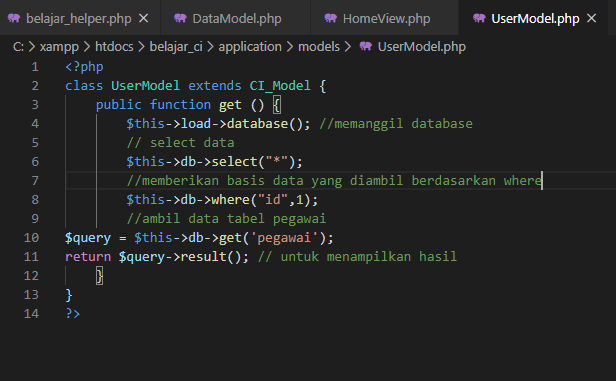 belajar_helper.php DataModel.php HomeView.php UserModel.php
C: > xampp > htdocs > belajar_ci > application > models > UserModel.php
1 <?php
2 class UserModel extends CI_Model {
3 public function get () {
4 $this->load->database(); //memanggil database
5 // select data
6 $this->db->select("*");
7 //memberikan basis data yang diambil berdasarkan where
8 $this->db->where("id",1);
9 //ambil data tabel pegawai
10 $query = $this->db->get('pegawai');
11 return $query->result(); // untuk menampilkan hasil
12 }
13 }
14 ?>